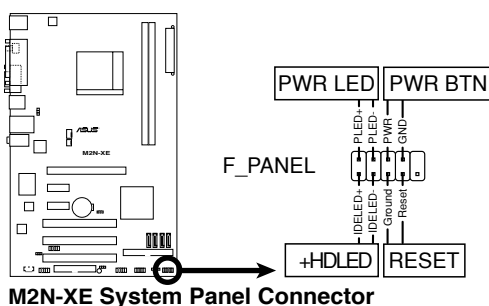 PWR LED
PWR BTN
PLED+
PLED-
PWR
GND
F_PANEL
IDELED+
IDELED-
Ground
Reset
+HDLED
RESET
ASUS
M2N-XE
M2N-XE System Panel Connector